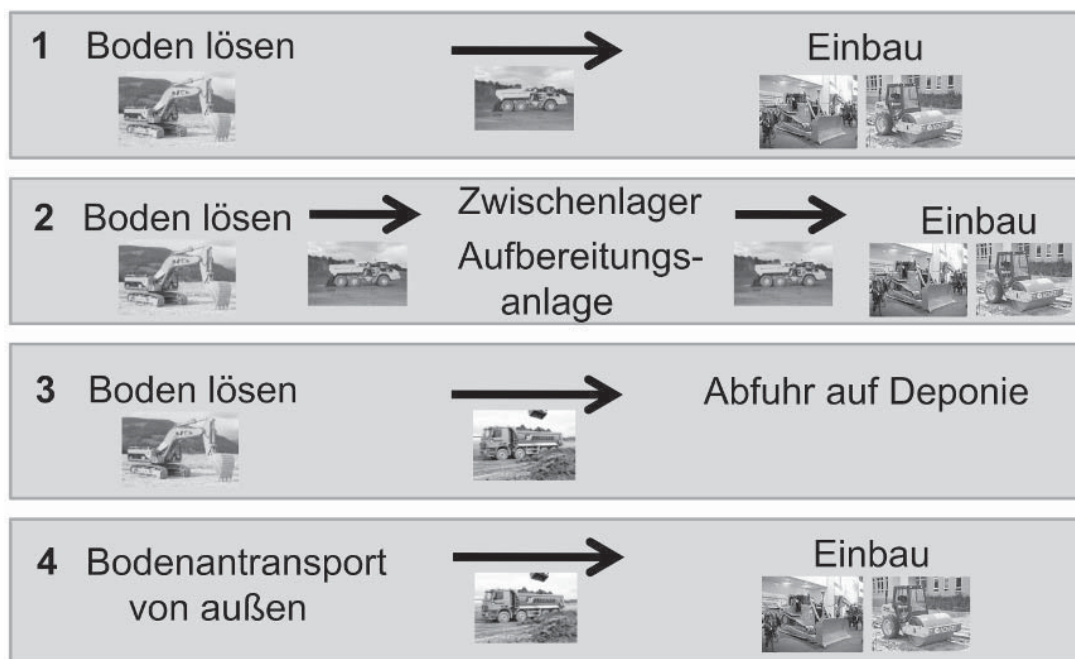 1 Boden lösen
Einbau
2 Boden lösen
Zwischenlager
Aufbereitungs-
anlage
Einbau
3 Boden lösen
Abfuhr auf Deponie
4 Bodenantransport
von außen
Einbau